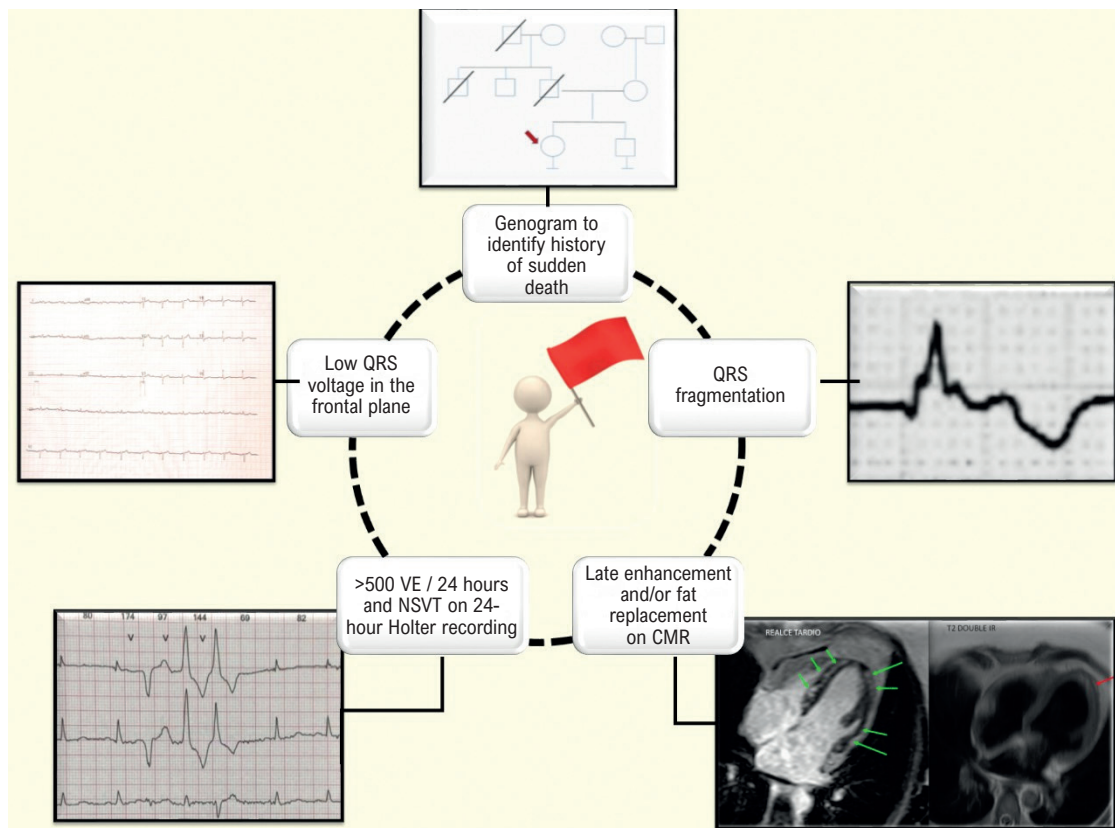 Genogram to
identify history
of sudden
death
Low QRS
voltage in the
frontal plane
QRS
fragmentation
>500 VE / 24 hours
and NSVT on 24-
hour Holter recording
Late enhancement
and/or fat
replacement
on CMR
80 174 97 144 69 82
V V V
REALCE TARDIO
T2 DOUBLE IR